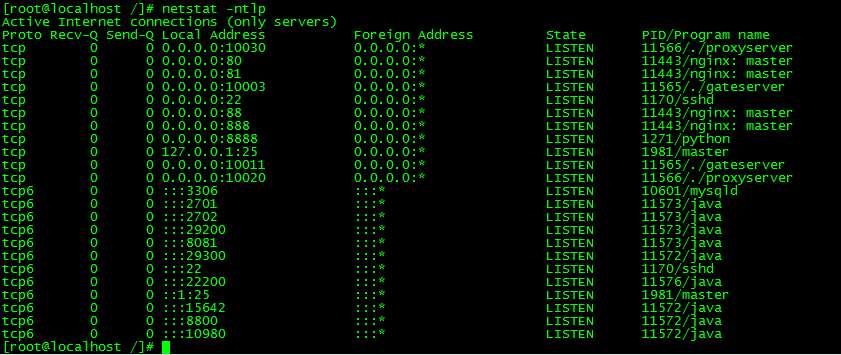 [root@localhost /]# netstat -ntlp
Active Internet connections (only servers)
Proto Recv-Q Send-Q Local Address Foreign Address State PID/Program name
tcp 0 0 0.0.0.0:10030 0.0.0.0:* LISTEN 11566/./proxyserver
tcp 0 0 0.0.0.0:80 0.0.0.0:* LISTEN 11443/nginx: master
tcp 0 0 0.0.0.0:81 0.0.0.0:* LISTEN 11443/nginx: master
tcp 0 0 0.0.0.0:10003 0.0.0.0:* LISTEN 11565/./gateserver
tcp 0 0 0.0.0.0:22 0.0.0.0:* LISTEN 1170/sshd
tcp 0 0 0.0.0.0:88 0.0.0.0:* LISTEN 11443/nginx: master
tcp 0 0 0.0.0.0:888 0.0.0.0:* LISTEN 11443/nginx: master
tcp 0 0 0.0.0.0:8888 0.0.0.0:* LISTEN 1271/python
tcp 0 0 127.0.0.1:25 0.0.0.0:* LISTEN 1981/master
tcp 0 0 0.0.0.0:10011 0.0.0.0:* LISTEN 11565/./gateserver
tcp 0 0 0.0.0.0:10020 0.0.0.0:* LISTEN 11566/./proxyserver
tcp6 0 0 :::3306 :::* LISTEN 10601/mysqld
tcp6 0 0 :::2701 :::* LISTEN 11573/java
tcp6 0 0 :::2702 :::* LISTEN 11573/java
tcp6 0 0 :::29200 :::* LISTEN 11573/java
tcp6 0 0 :::8081 :::* LISTEN 11573/java
tcp6 0 0 :::29300 :::* LISTEN 11572/java
tcp6 0 0 :::22 :::* LISTEN 1170/sshd
tcp6 0 0 :::22200 :::* LISTEN 11576/java
tcp6 0 0 ::1:25 :::* LISTEN 1981/master
tcp6 0 0 :::15642 :::* LISTEN 11572/java
tcp6 0 0 :::8800 :::* LISTEN 11572/java
tcp6 0 0 :::10980 :::* LISTEN 11572/java
[root@localhost /]#